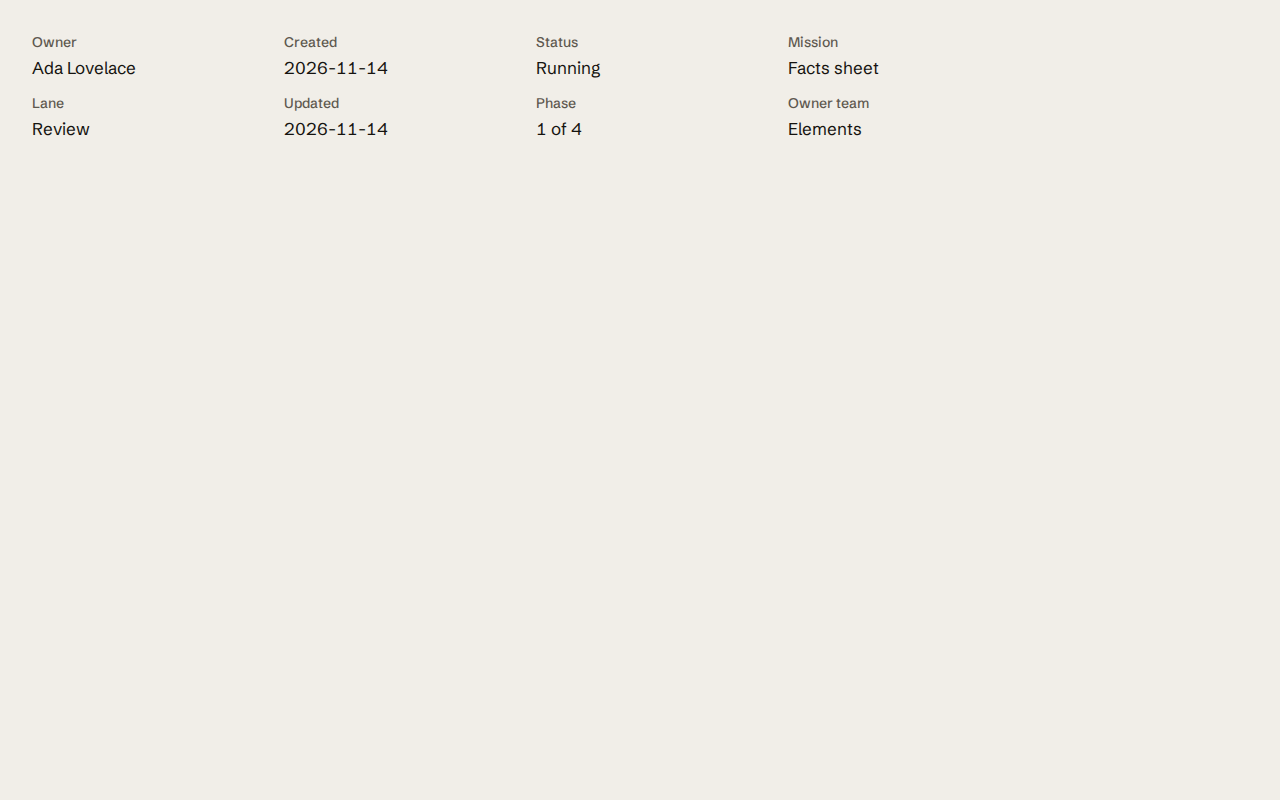 Owner
Ada Lovelace
Created
2026-11-14
Status
Running
Mission
Facts sheet
Lane
Review
Updated
2026-11-14
Phase
1 of 4
Owner team
Elements